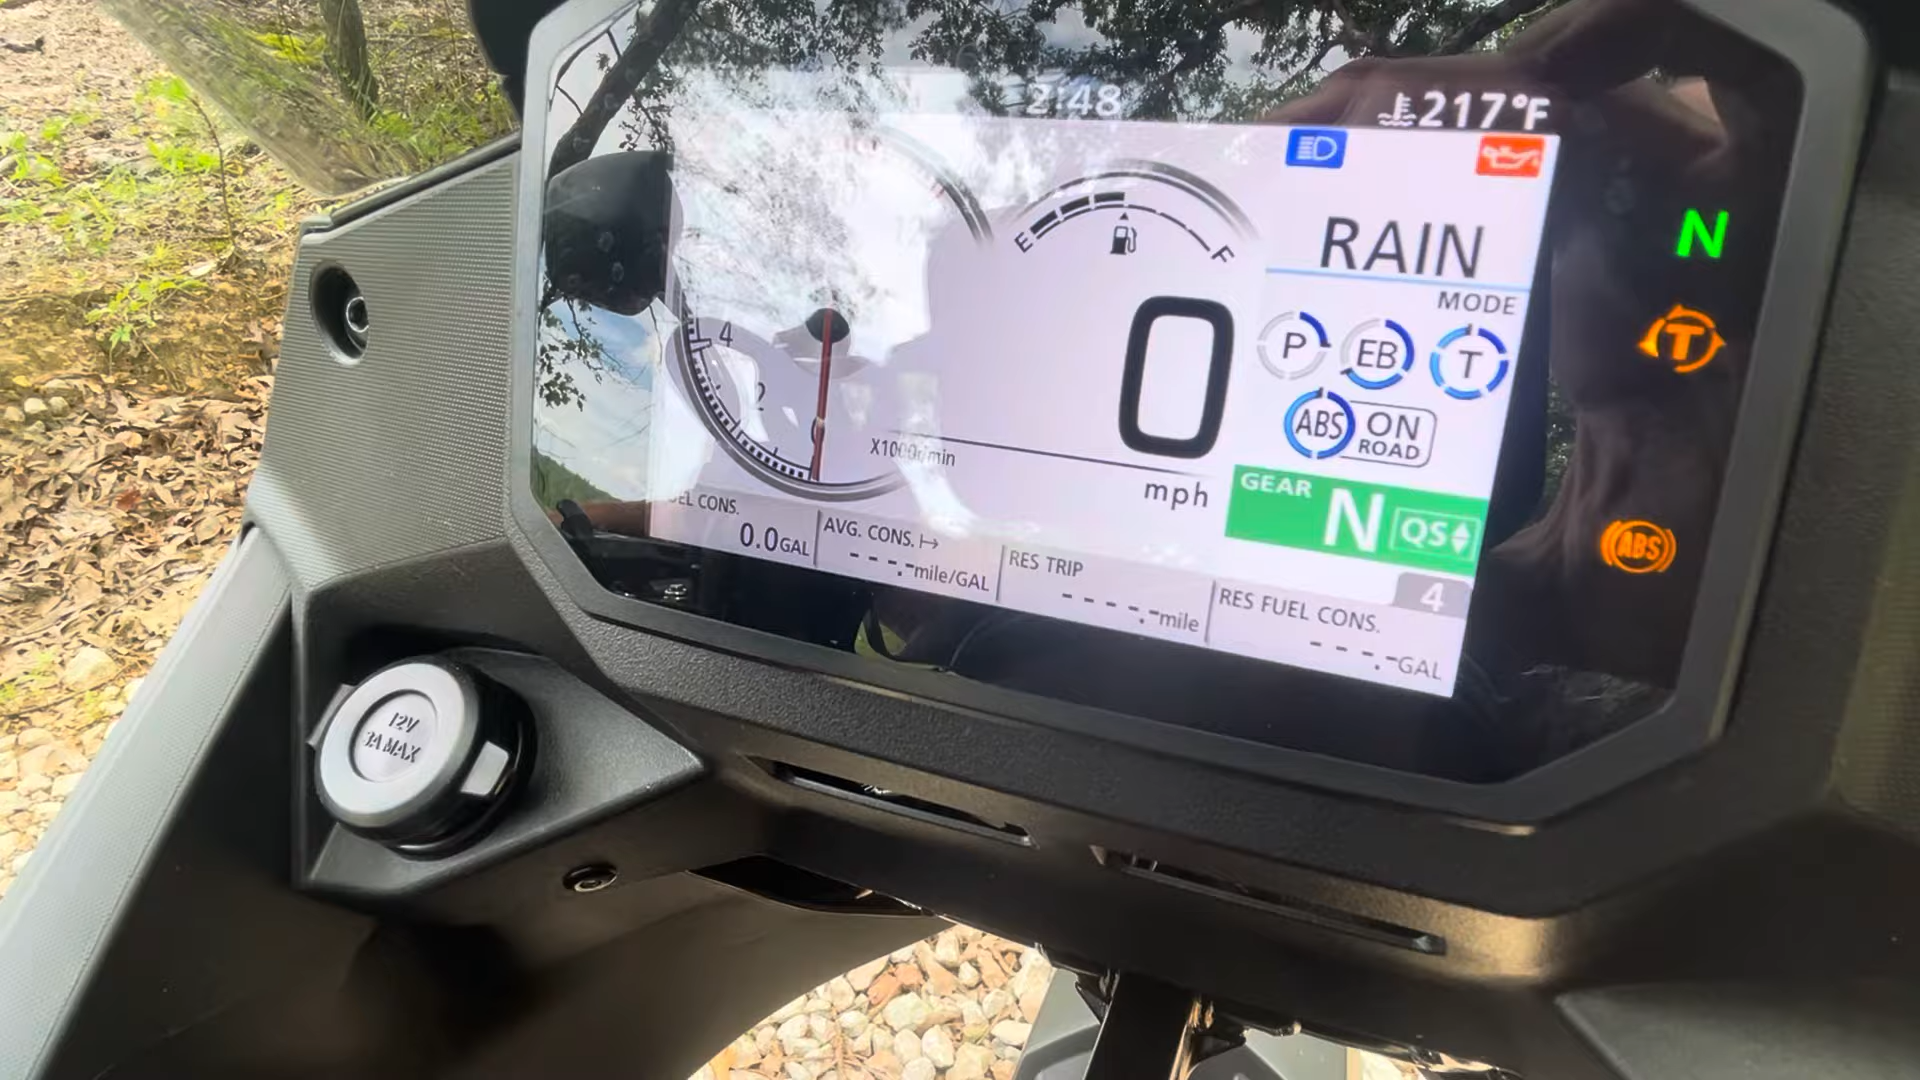 2:48
217°F
E
F
RAIN
MODE
P
EB
T
ABS
ON
ROAD
4
2
0
X1000r/min
0
mph
GEAR
N
QS
4
CONS.
0.0GAL
AVG. CONS.
---.-mile/GAL
RES TRIP
-----.-mile
RES FUEL CONS.
----.-GAL
N
T
ABS
12V
3A MAX